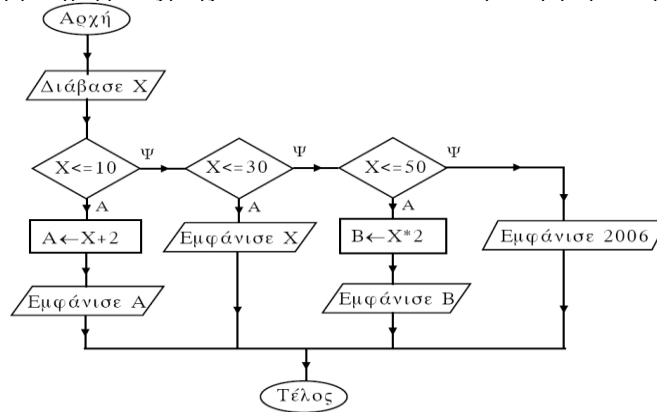 Αρχή
Διάβασε X
X<=10
Ψ
X<=30
Ψ
X<=50
Ψ
Α
Α
Α
A←X+2
Εμφάνισε X
B←X*2
Εμφάνισε 2006
Εμφάνισε A
Εμφάνισε B
Τέλος